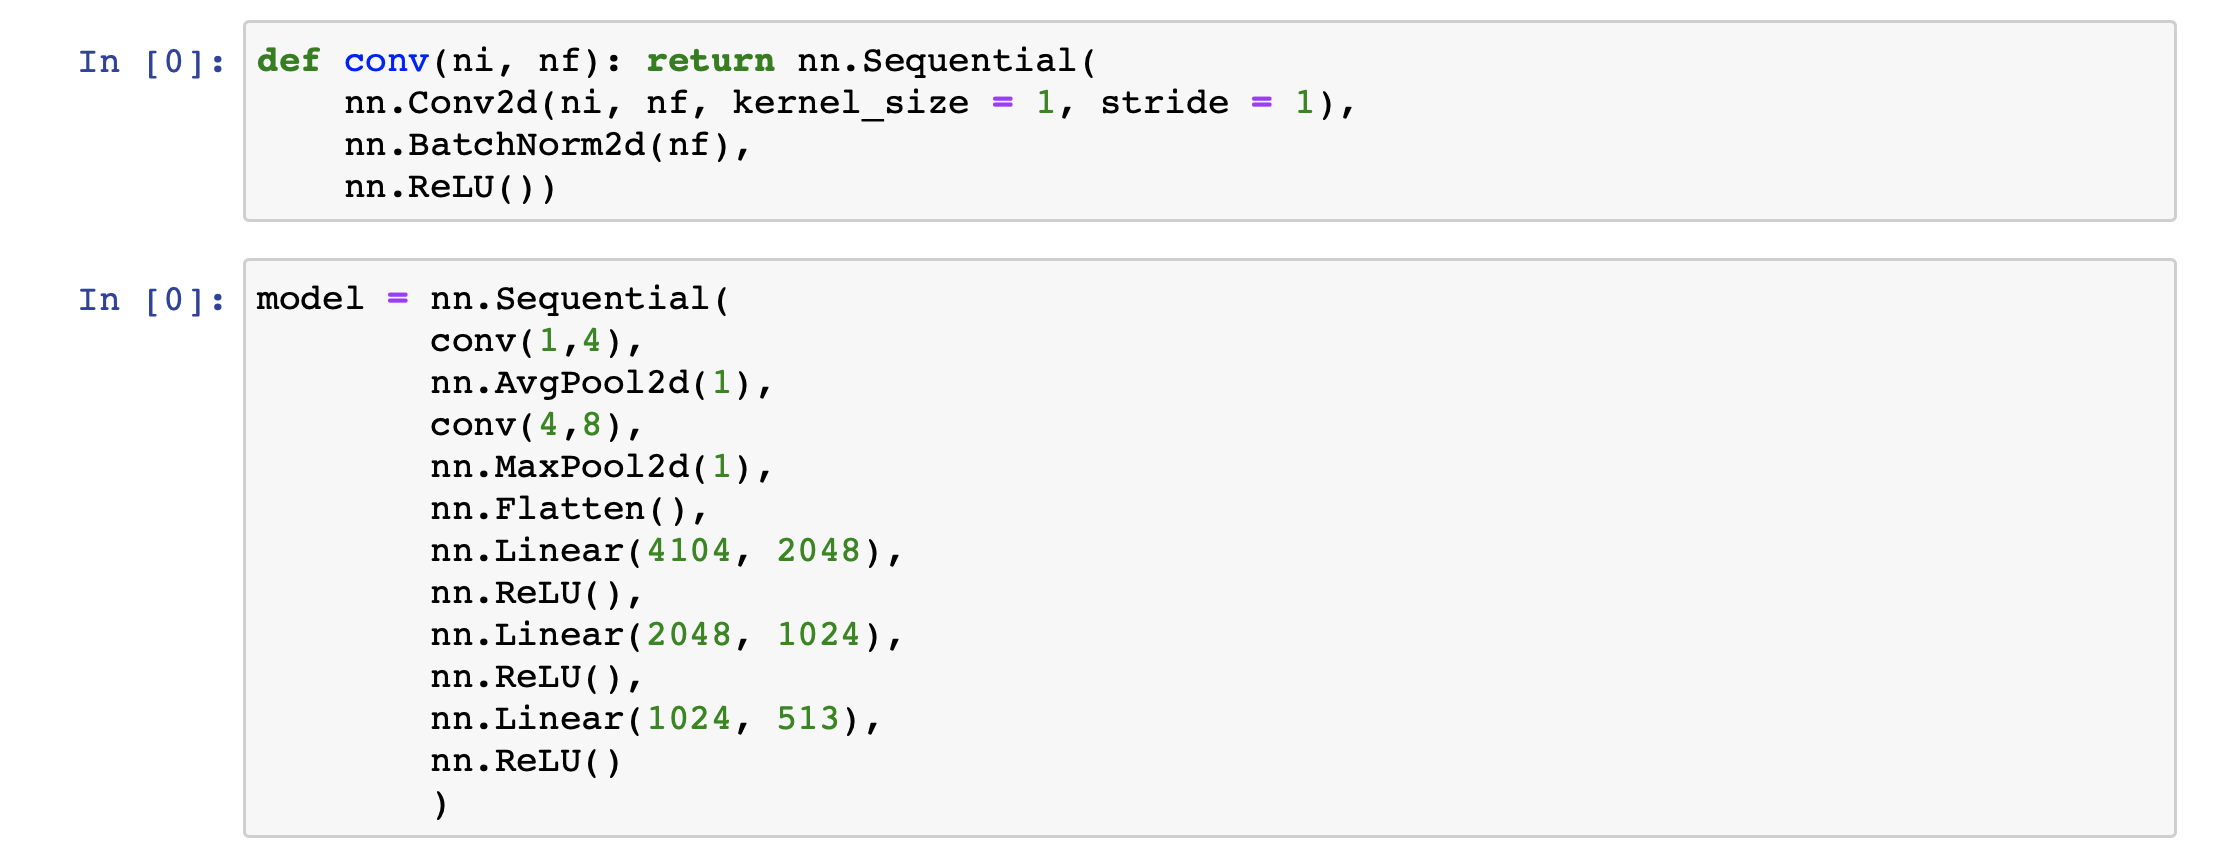 In [0]: def conv(ni, nf): return nn.Sequential(
    nn.Conv2d(ni, nf, kernel_size = 1, stride = 1),
    nn.BatchNorm2d(nf),
    nn.ReLU())
In [0]: model = nn.Sequential(
        conv(1,4),
        nn.AvgPool2d(1),
        conv(4,8),
        nn.MaxPool2d(1),
        nn.Flatten(),
        nn.Linear(4104, 2048),
        nn.ReLU(),
        nn.Linear(2048, 1024),
        nn.ReLU(),
        nn.Linear(1024, 513),
        nn.ReLU()
        )